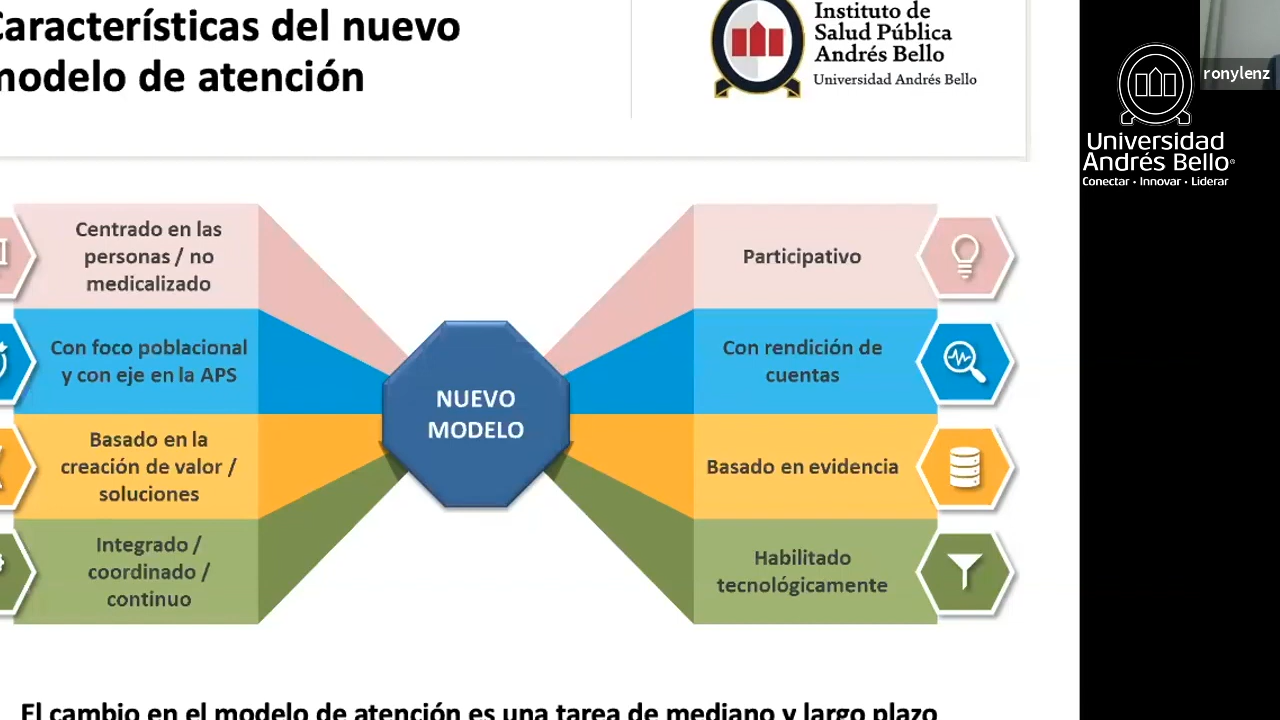 Características del nuevo
modelo de atención
Instituto de
Salud Pública
Andrés Bello
Universidad Andrés Bello
ronylenz
Universidad
Andrés Bello®
Conectar • Innovar • Liderar
Centrado en las
personas / no
medicalizado
Con foco poblacional
y con eje en la APS
Basado en la
creación de valor /
soluciones
Integrado /
coordinado /
continuo
NUEVO
MODELO
Participativo
Con rendición de
cuentas
Basado en evidencia
Habilitado
tecnológicamente
El cambio en el modelo de atención es una tarea de mediano y largo plazo